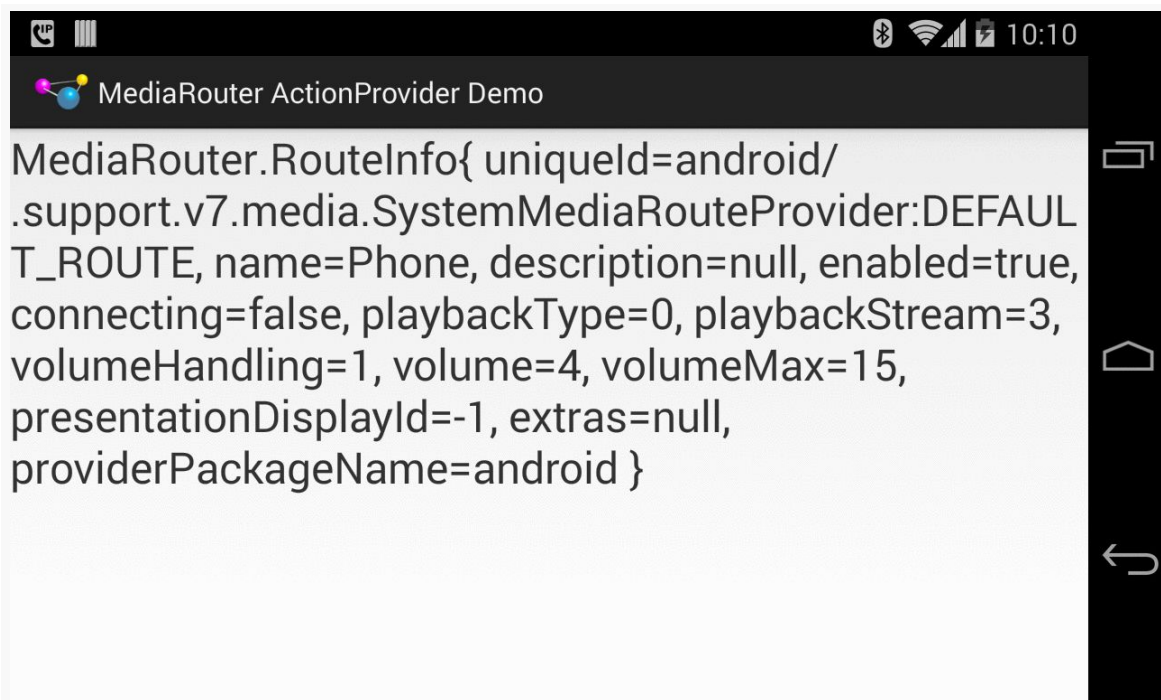 IP
10:10
MediaRouter ActionProvider Demo
MediaRouter.RouteInfo{ uniqueId=android/
.support.v7.media.SystemMediaRouteProvider:DEFAUL
T_ROUTE, name=Phone, description=null, enabled=true,
connecting=false, playbackType=0, playbackStream=3,
volumeHandling=1, volume=4, volumeMax=15,
presentationDisplayId=-1, extras=null,
providerPackageName=android }